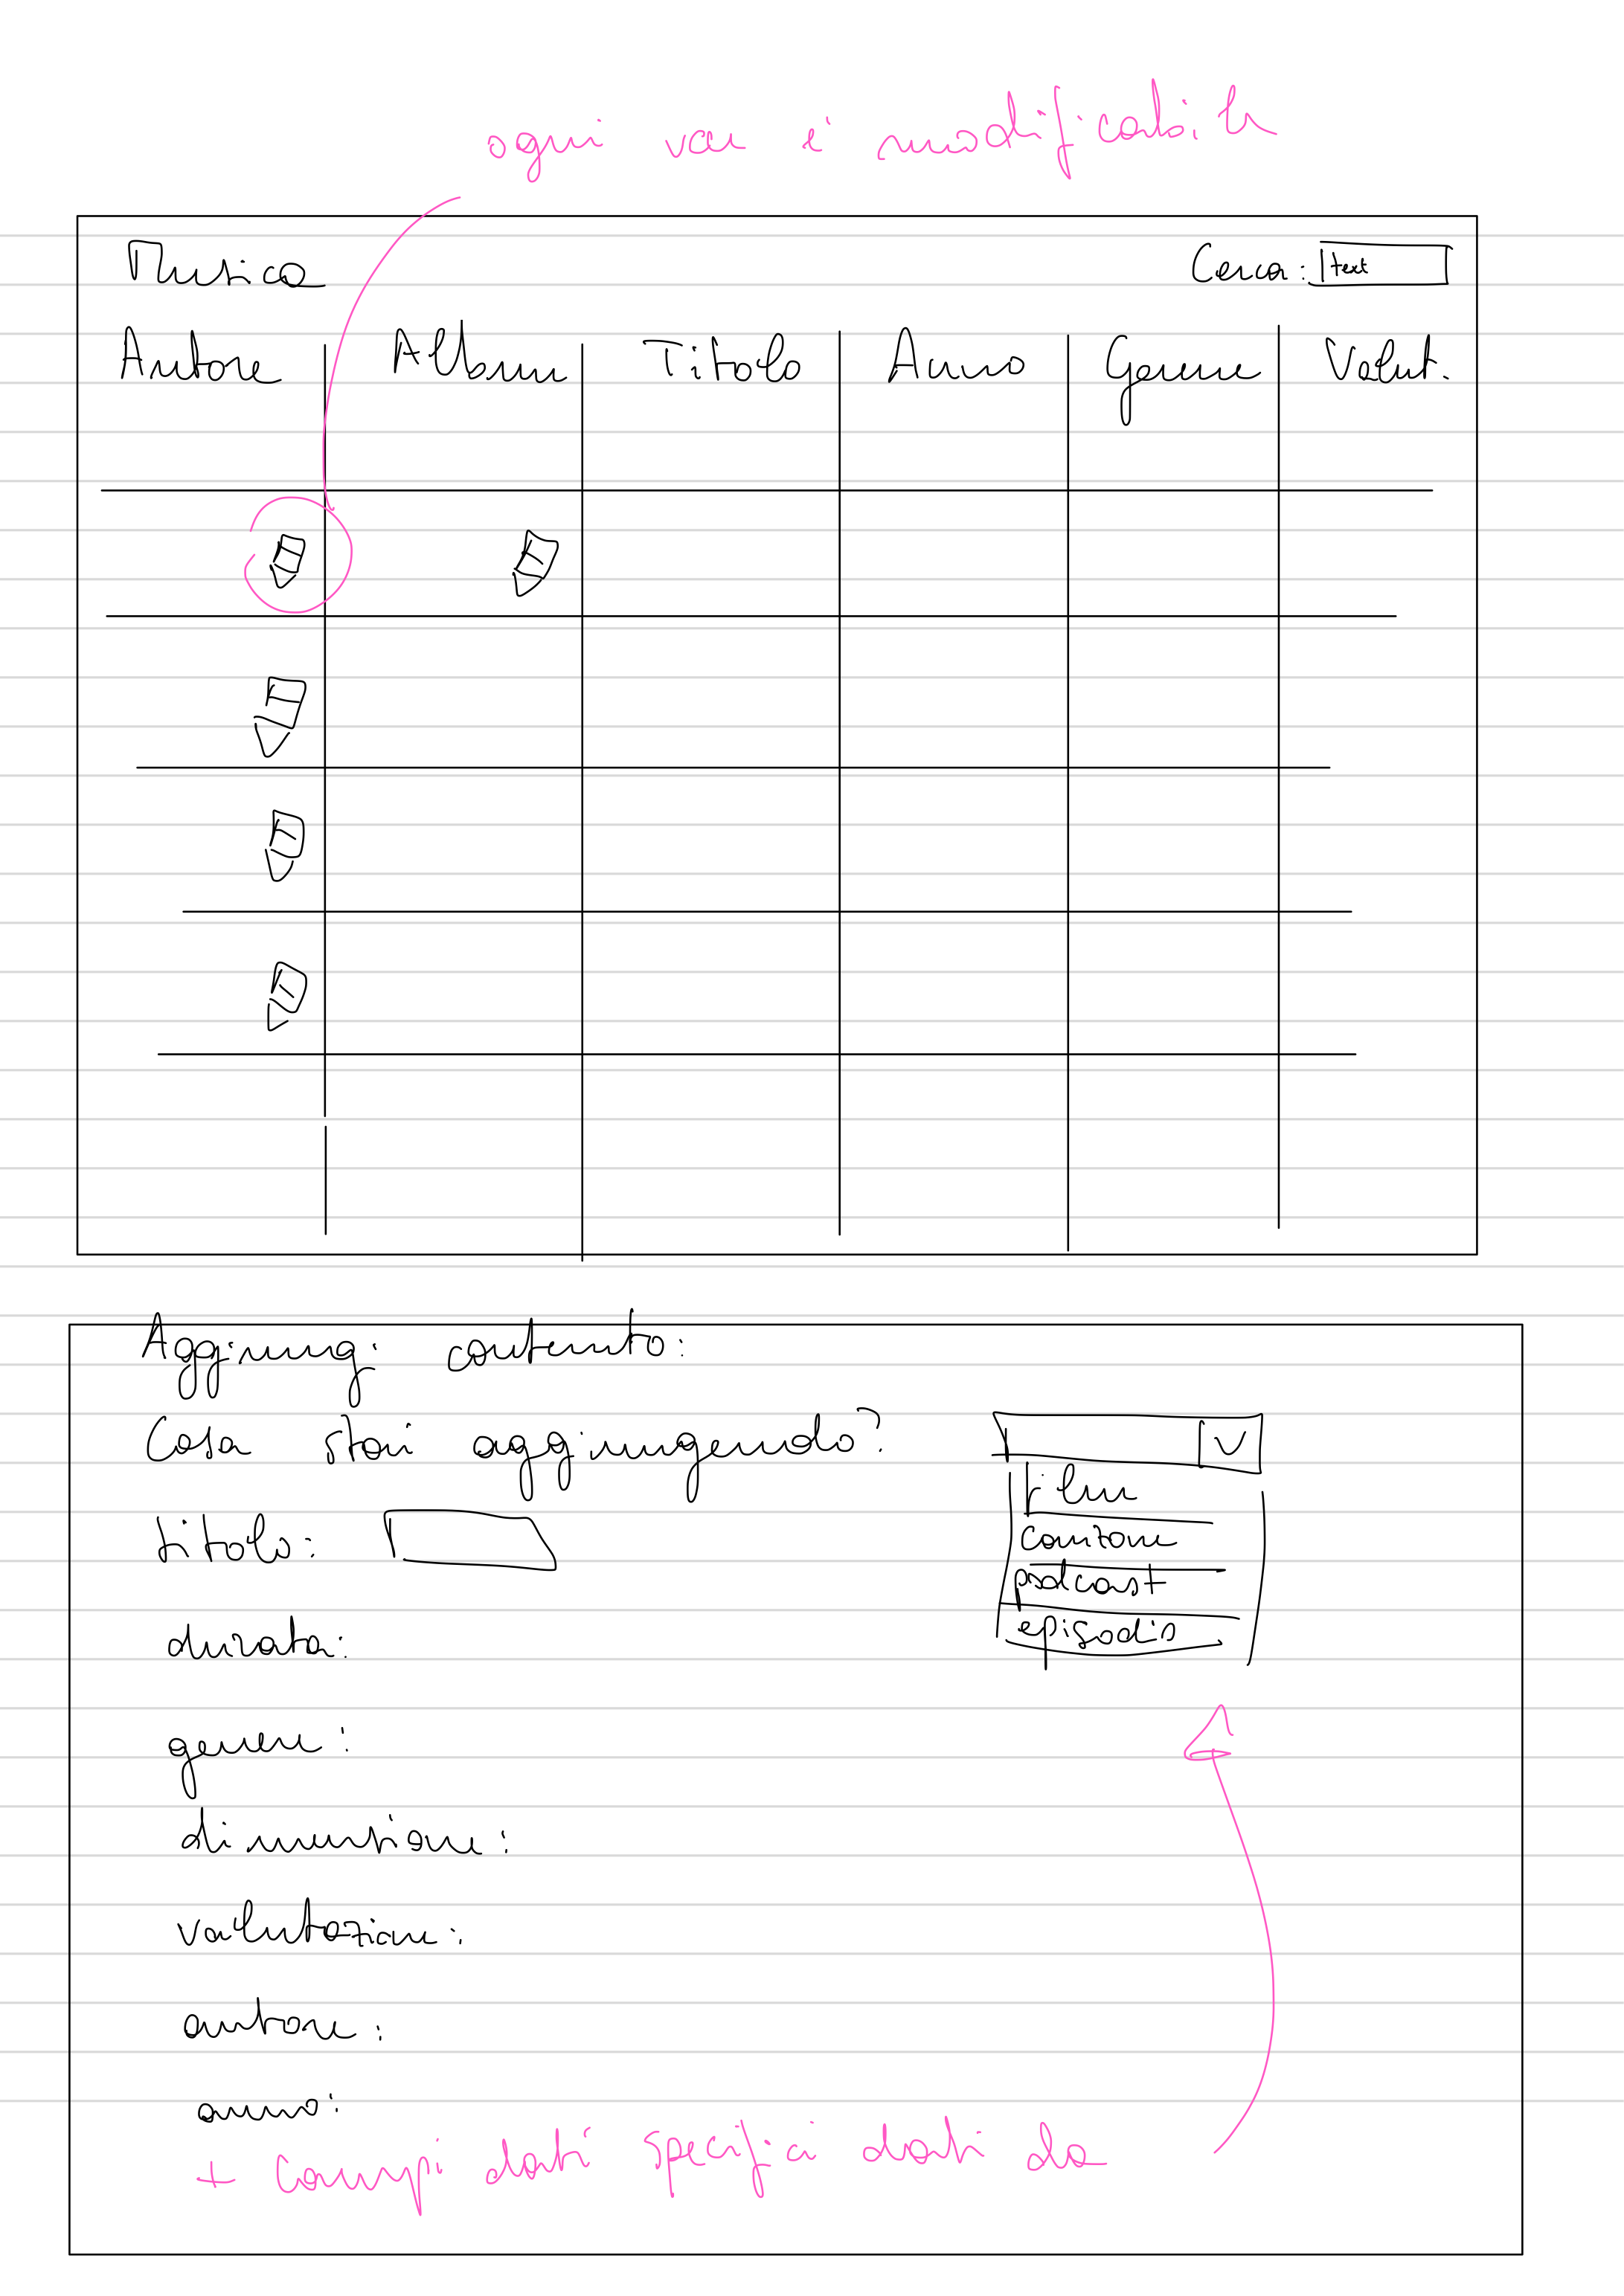 ogni var è modificabile
Musica Cerca: text
Autore Album Titolo Anno Genere Valut.
Aggiungi contenuto:
Cosa stai aggiungendo?
film
titolo:
canzone
podcast
episodio
durata:
genere:
dimensione:
valutazione:
autore:
anno:
+ campi dati specifici dati da